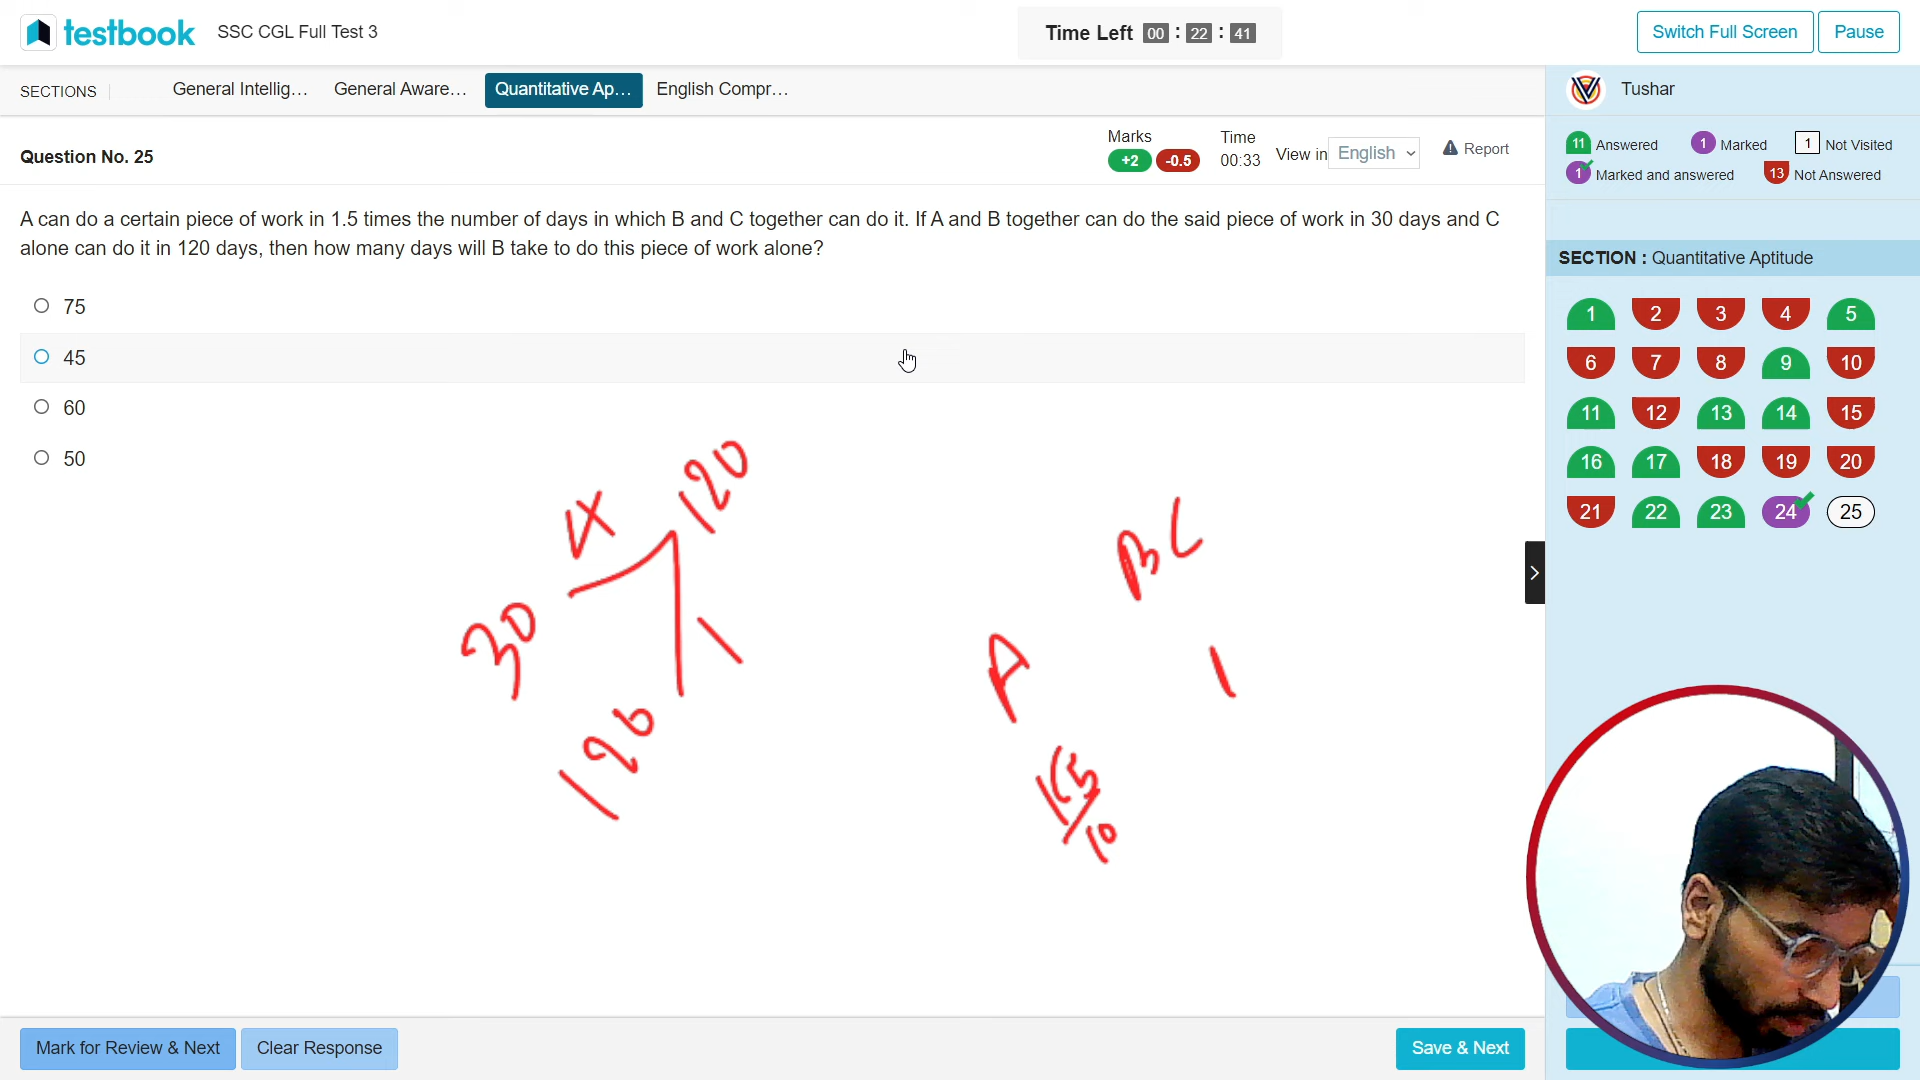 testbook SSC CGL Full Test 3 Time Left 00 : 22 : 41 Switch Full Screen Pause
SECTIONS General Intellig... General Aware... Quantitative Ap... English Compr... Tushar
Question No. 25 Marks +2 -0.5 Time 00:33 View in English Report
11 Answered 1 Marked 1 Not Visited
1 Marked and answered 13 Not Answered
A can do a certain piece of work in 1.5 times the number of days in which B and C together can do it. If A and B together can do the said piece of work in 30 days and C
alone can do it in 120 days, then how many days will B take to do this piece of work alone?
75
45
60
50
SECTION : Quantitative Aptitude
1 2 3 4 5
6 7 8 9 10
11 12 13 14 15
16 17 18 19 20
21 22 23 24 25
4 120
30 1
120
B C
A 1
15
10
Mark for Review & Next Clear Response Save & Next